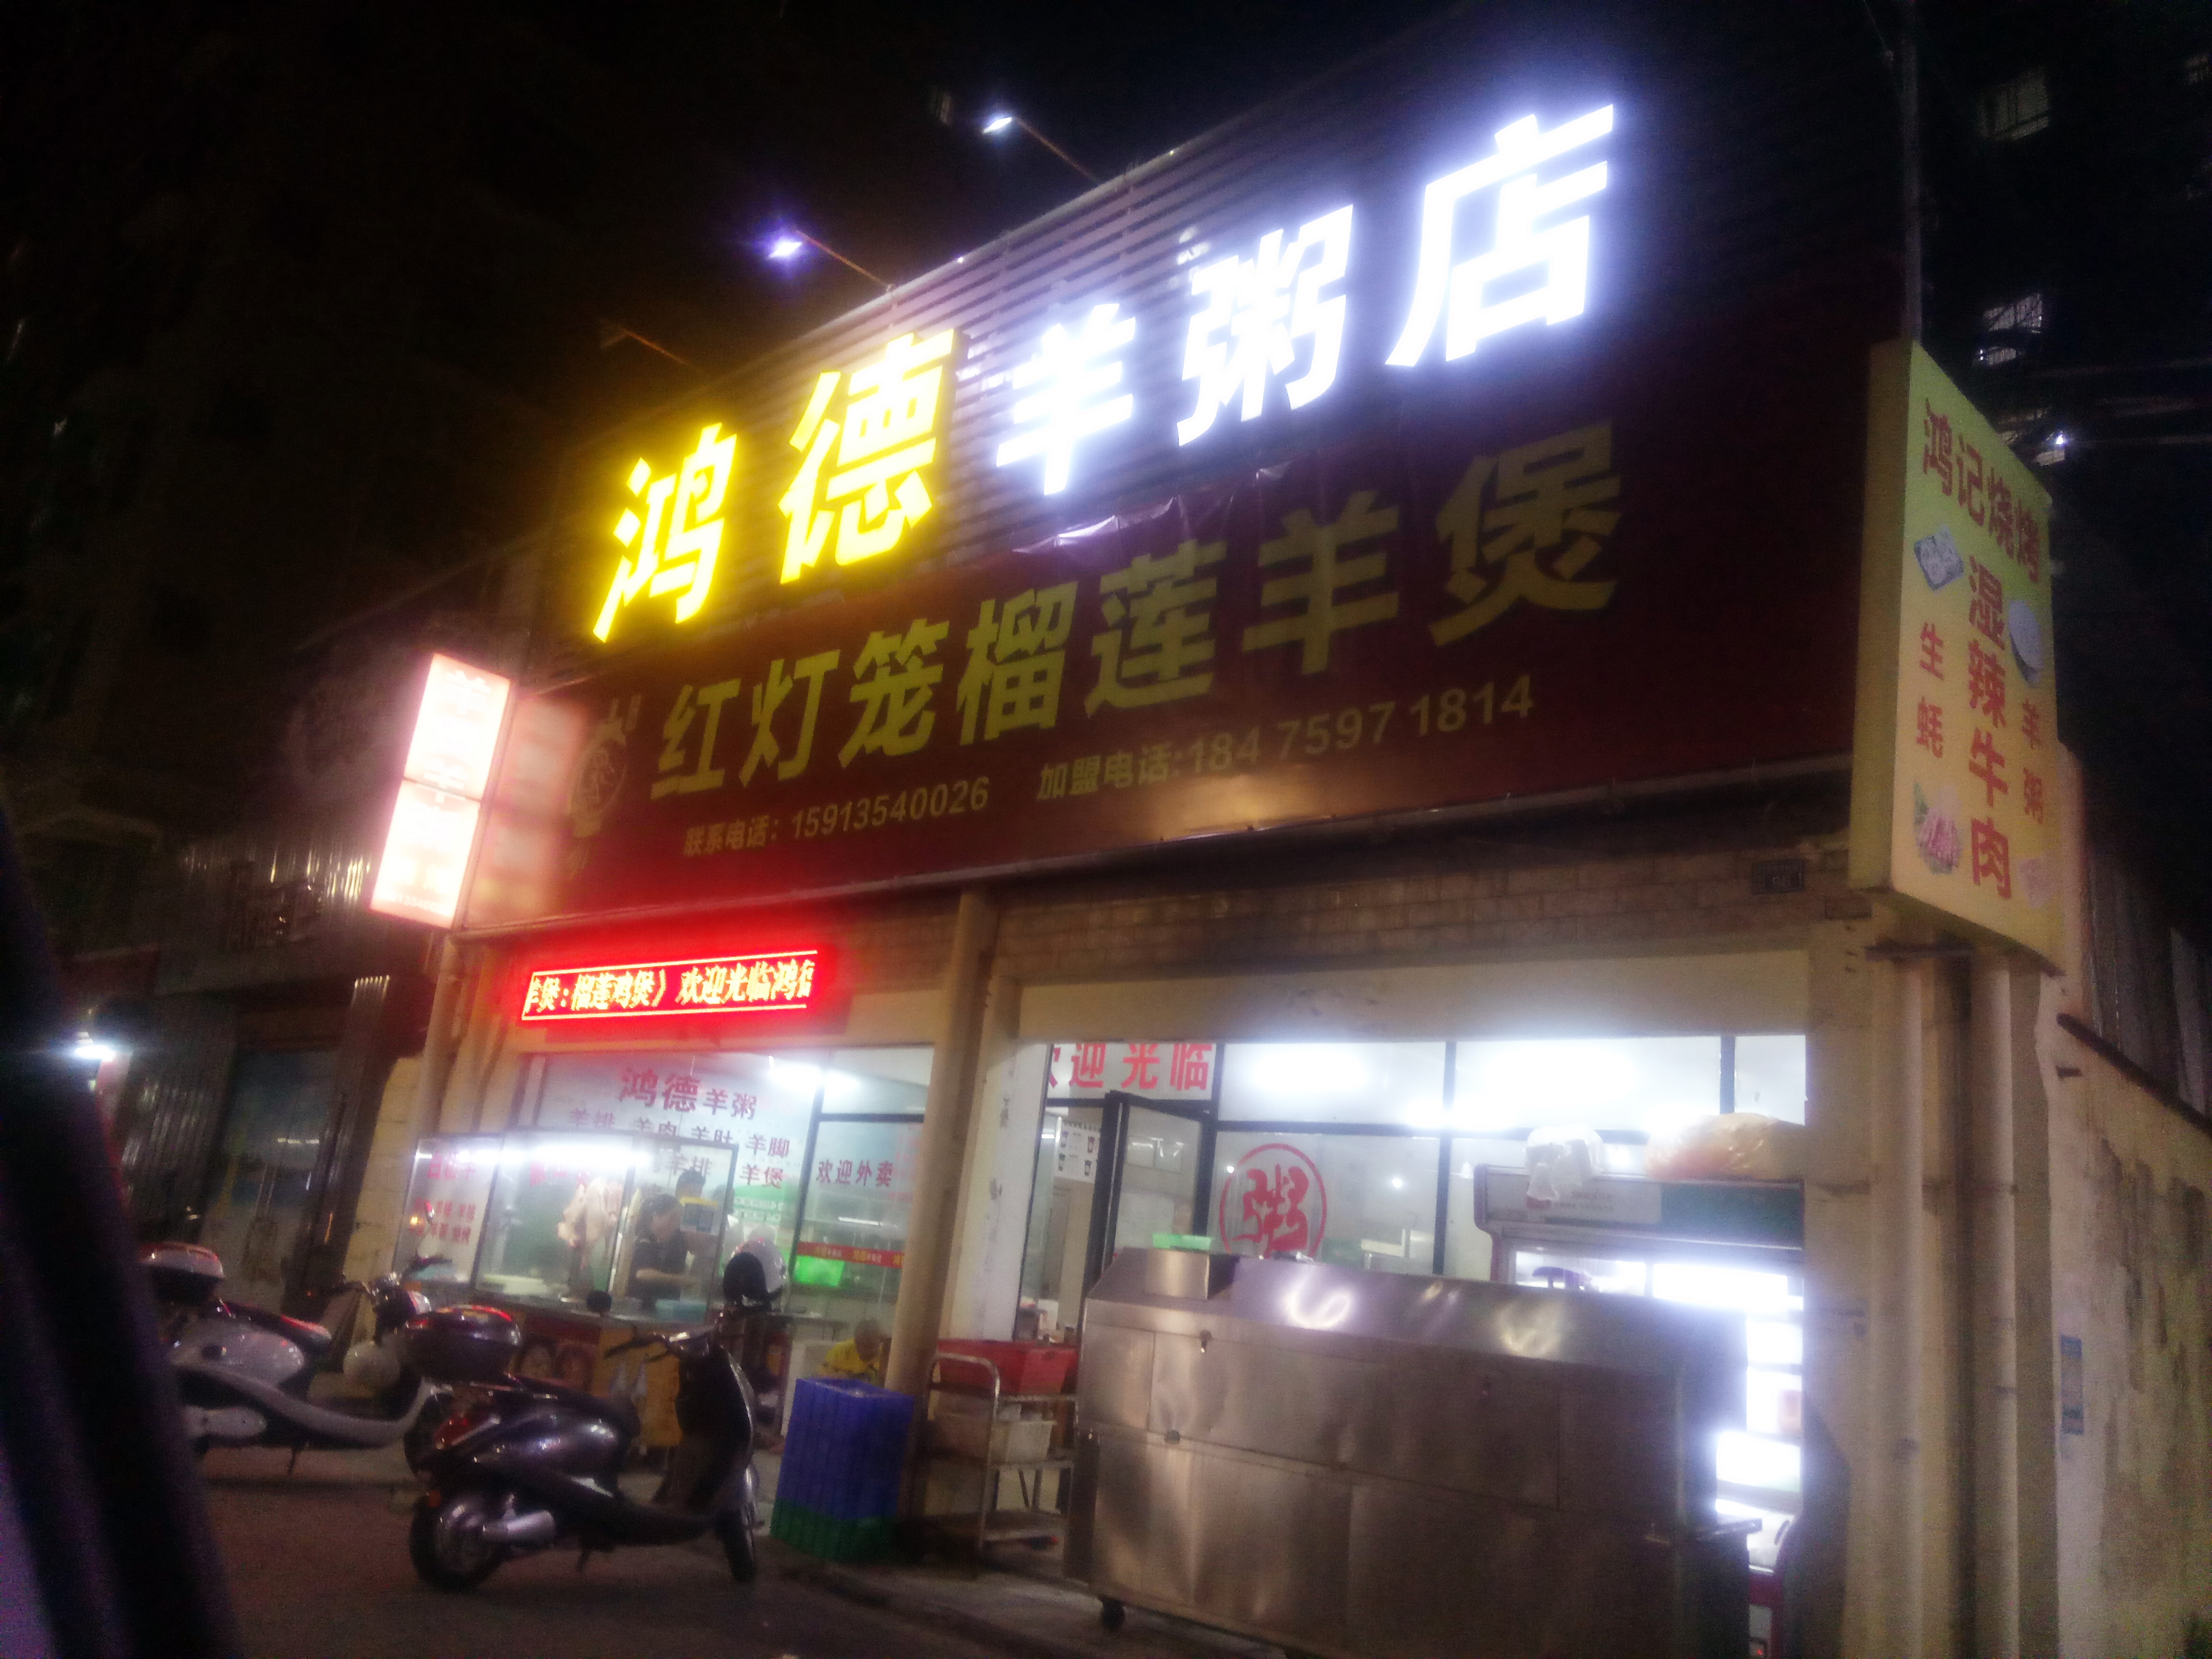 鸿德羊粥店
红灯笼榴莲羊煲
联系电话：15913540026 加盟电话:184 7597 1814
鸿记烧烤
湿辣牛肉
生蚝
羊粥
羊煲：榴莲鸡煲》欢迎光临鸿德
鸿德羊粥
羊排 羊肉 羊肚 羊脚
羊排 羊煲
欢迎外卖
欢迎光临
粥